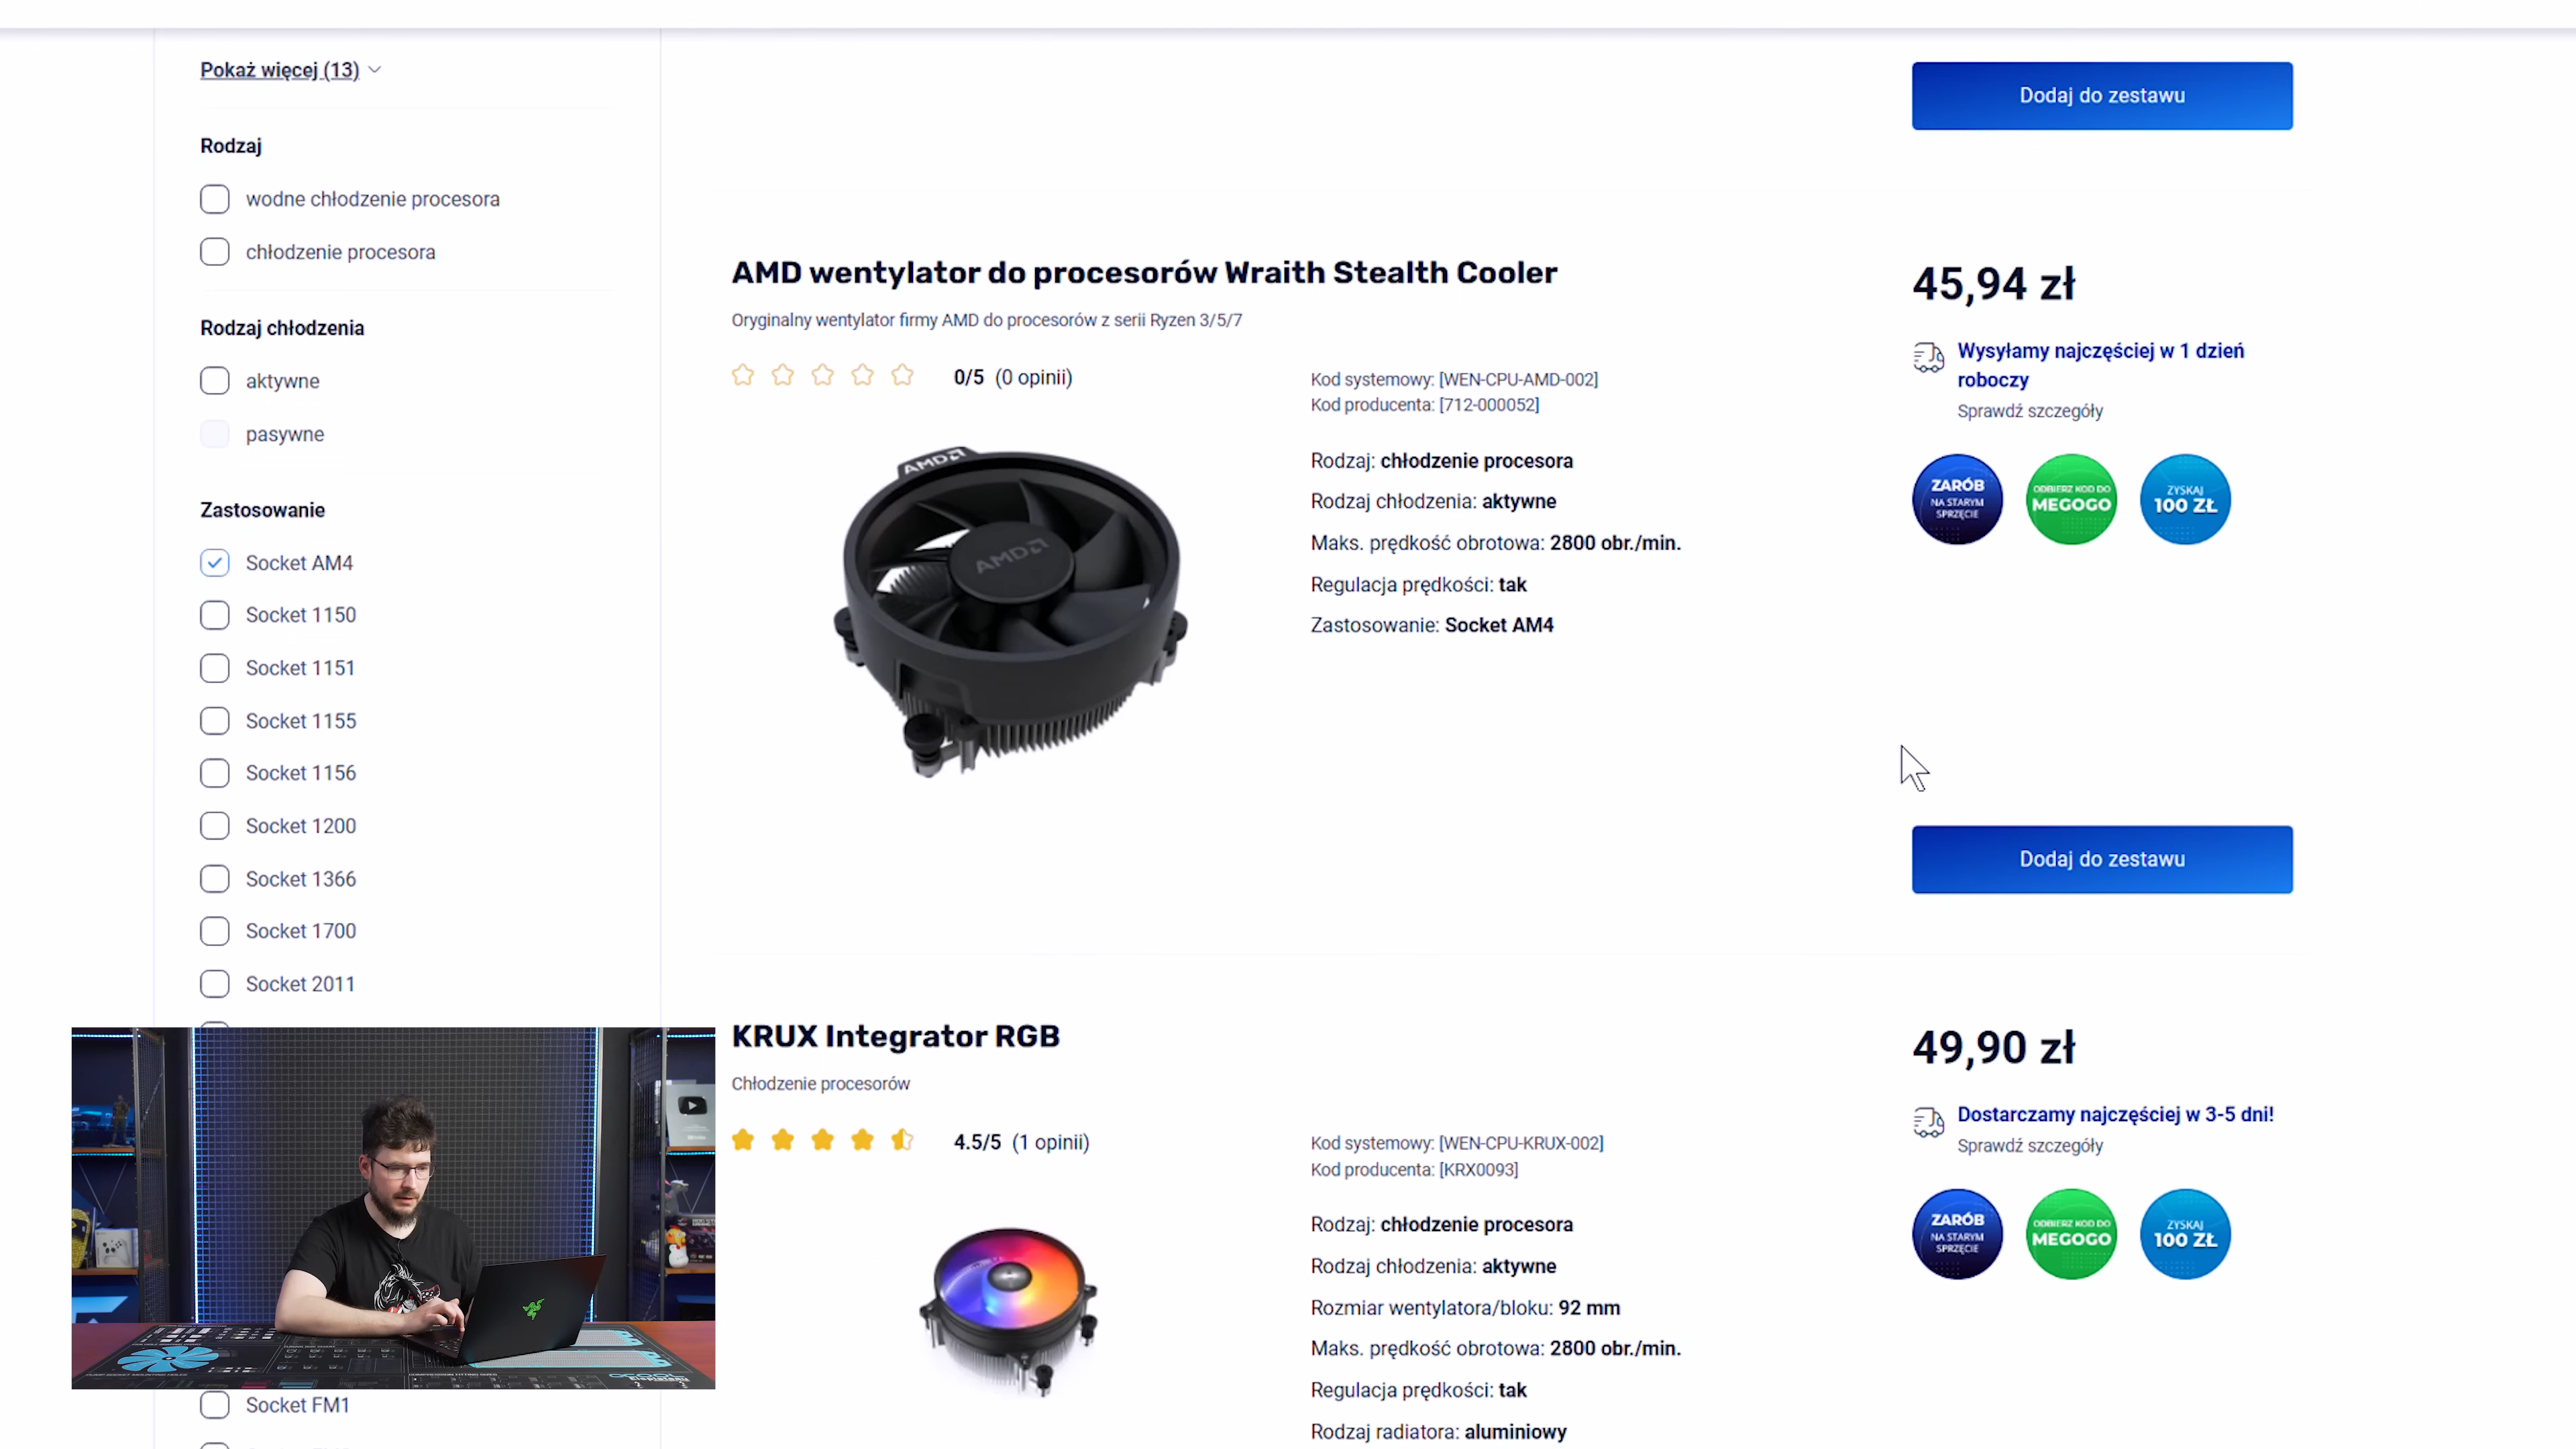 Pokaż więcej (13)
Rodzaj
wodne chłodzenie procesora
chłodzenie procesora
Rodzaj chłodzenia
aktywne
pasywne
Zastosowanie
Socket AM4
Socket 1150
Socket 1151
Socket 1155
Socket 1156
Socket 1200
Socket 1366
Socket 1700
Socket 2011
Socket FM1
Dodaj do zestawu
AMD wentylator do procesorów Wraith Stealth Cooler
Oryginalny wentylator firmy AMD do procesorów z serii Ryzen 3/5/7
0/5 (0 opinii)
AMD
AMD
Kod systemowy: [WEN-CPU-AMD-002]
Kod producenta: [712-000052]
Rodzaj: chłodzenie procesora
Rodzaj chłodzenia: aktywne
Maks. prędkość obrotowa: 2800 obr./min.
Regulacja prędkości: tak
Zastosowanie: Socket AM4
45,94 zł
Wysyłamy najczęściej w 1 dzień
roboczy
Sprawdź szczegóły
ZARÓB
NA STARYM
SPRZĘCIE
ODBIERZ KOD DO
MEGOGO
ZYSKAJ
100 ZŁ
Dodaj do zestawu
KRUX Integrator RGB
Chłodzenie procesorów
4.5/5 (1 opinii)
Kod systemowy: [WEN-CPU-KRUX-002]
Kod producenta: [KRX0093]
Rodzaj: chłodzenie procesora
Rodzaj chłodzenia: aktywne
Rozmiar wentylatora/bloku: 92 mm
Maks. prędkość obrotowa: 2800 obr./min.
Regulacja prędkości: tak
Rodzaj radiatora: aluminiowy
49,90 zł
Dostarczamy najczęściej w 3-5 dni!
Sprawdź szczegóły
ZARÓB
NA STARYM
SPRZĘCIE
ODBIERZ KOD DO
MEGOGO
ZYSKAJ
100 ZŁ